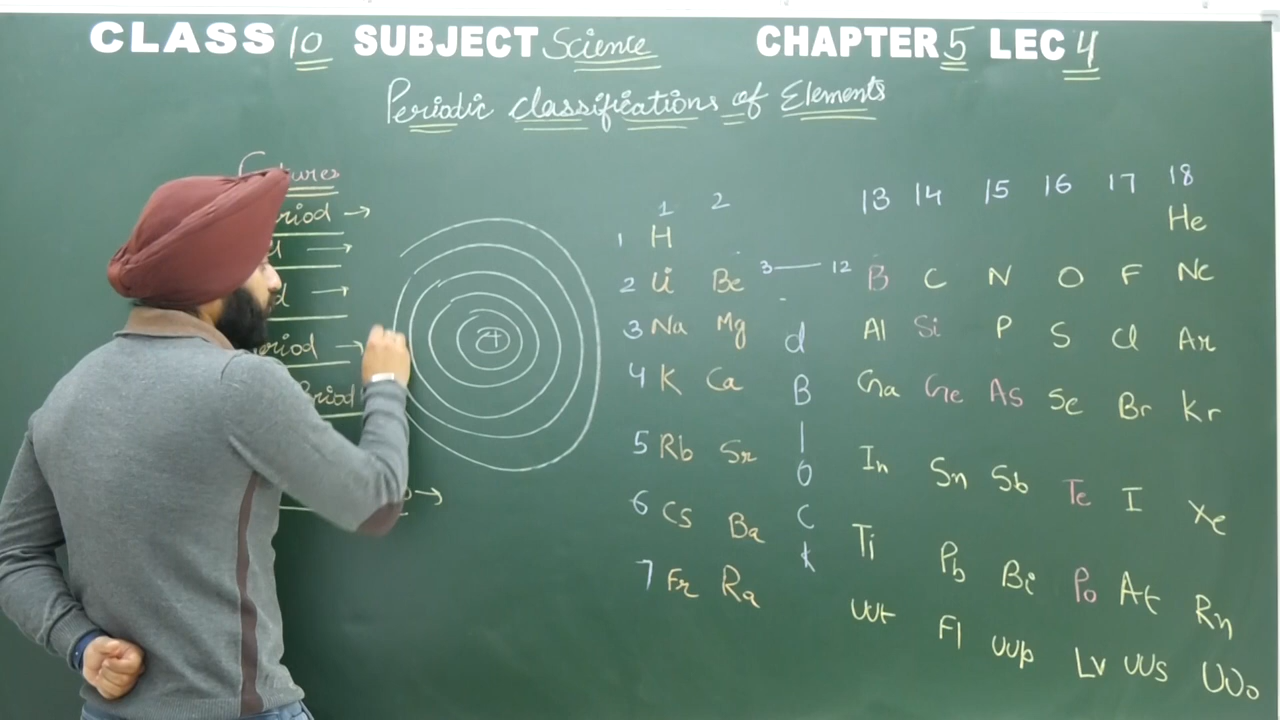 CLASS 10 SUBJECT Science CHAPTER 5 LEC 4
Periodic classifications of Elements
riod →
→
d →
riod →
Priod
→
+
1 2 13 14 15 16 17 18
1 H He
2 Li Be 3 — 12 B C N O F Ne
3 Na Mg d Al Si P S Cl Ar
4 K Ca B Ga Ge As Se Br Kr
5 Rb Sr l O In Sn Sb Te I Xe
6 Cs Ba C Ti Pb Bi Po At Rn
7 Fr Ra k UUt Fl UUp Lv UUs UUo